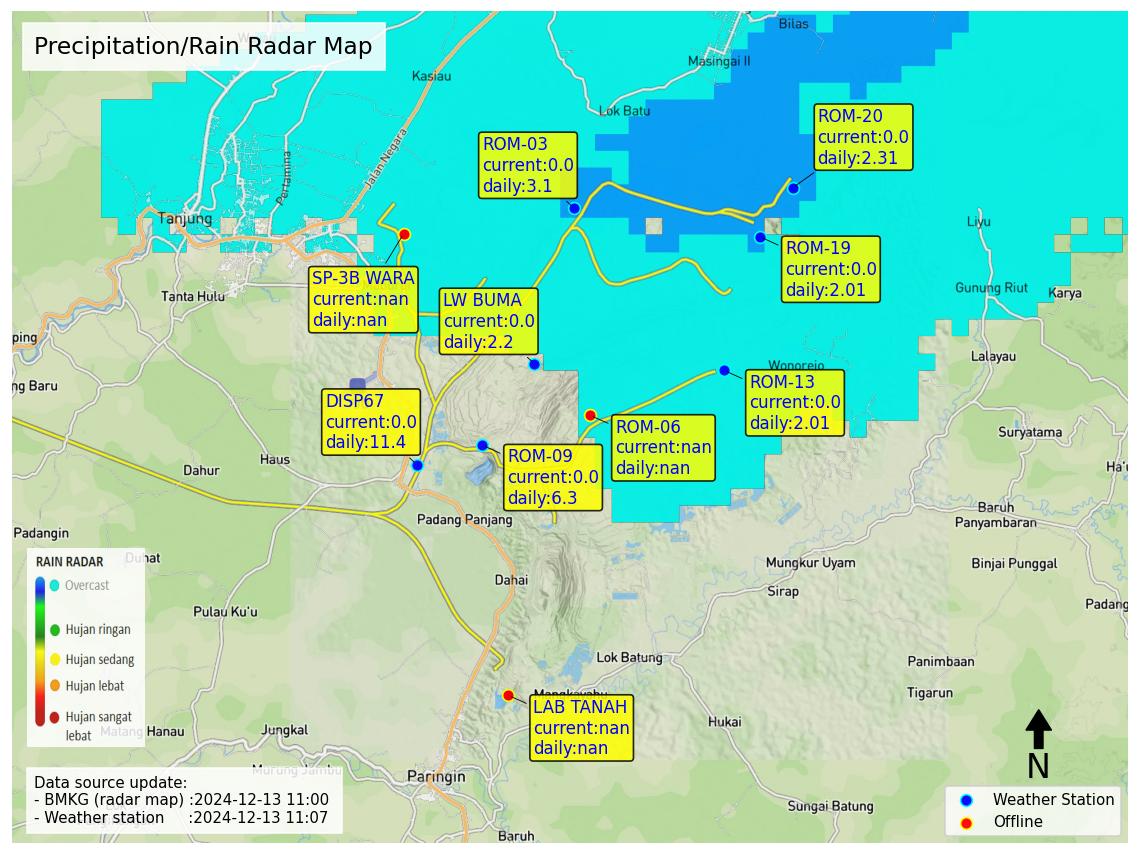 Precipitation/Rain Radar Map
Bilas
Masingai II
Kasiau
Lok Batu
ROM-20
current:0.0
daily:2.31
ROM-03
current:0.0
daily:3.1
Jalan Negara
Pertamina
Tanjung
Liyu
ROM-19
current:0.0
daily:2.01
SP-3B WARA
current:nan
daily:nan
LW BUMA
current:0.0
daily:2.2
Tanta Hulu
Gunung Riut
Karya
ping
Lalayau
Wonorejo
ng Baru
ROM-13
current:0.0
daily:2.01
DISP67
current:0.0
daily:11.4
ROM-06
current:nan
daily:nan
Suryatama
Haus
Dahur
ROM-09
current:0.0
daily:6.3
Ha'u
Baruh
Panyambaran
Padang Panjang
Padangin
Duhat
Mungkur Uyam
Binjai Punggal
Dahai
Sirap
Padang
Pulau Ku'u
RAIN RADAR
Overcast
Hujan ringan
Hujan sedang
Hujan lebat
Hujan sangat
lebat
Lok Batung
Panimbaan
Tigarun
Mangkayahu
LAB TANAH
current:nan
daily:nan
Hukai
Matang Hanau
Jungkal
Murung Jambu
Paringin
Sungai Batung
Baruh
Data source update:
- BMKG (radar map) :2024-12-13 11:00
- Weather station :2024-12-13 11:07
N
Weather Station
Offline